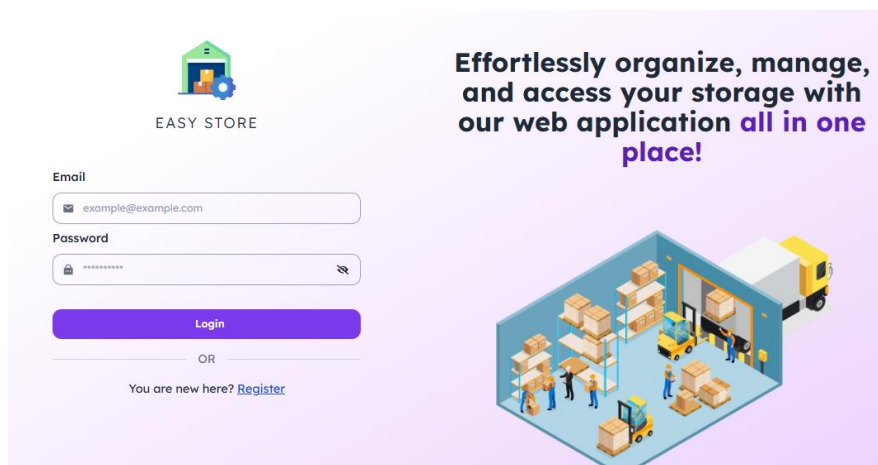 EASY STORE
Email
example@example.com
Password
**********
Login
OR
You are new here? Register
Effortlessly organize, manage,
and access your storage with
our web application all in one
place!